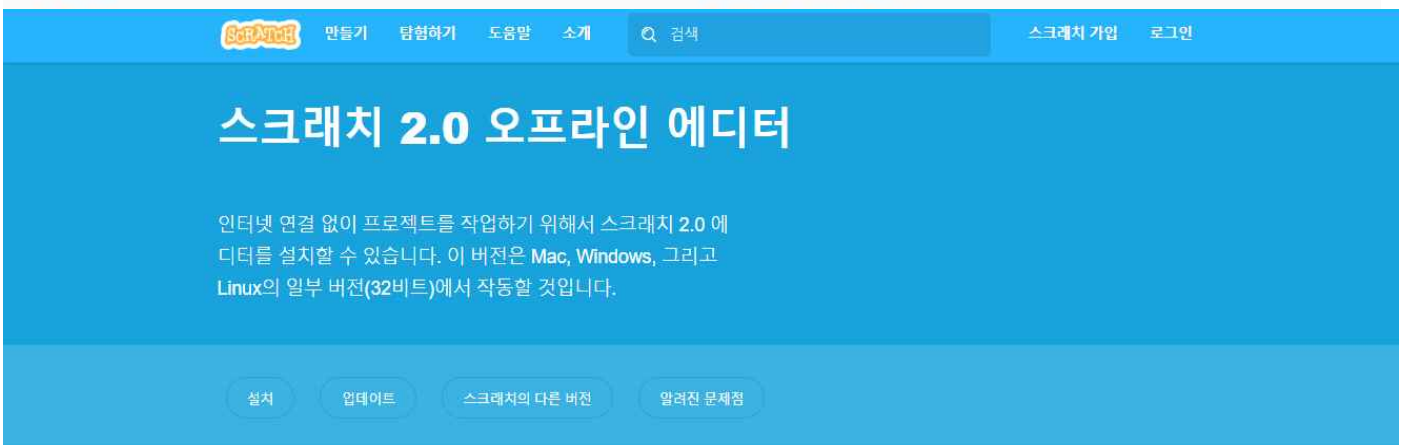 SCRATCH 만들기 탐험하기 도움말 소개 검색 스크래치 가입 로그인
스크래치 2.0 오프라인 에디터
인터넷 연결 없이 프로젝트를 작업하기 위해서 스크래치 2.0 에
디터를 설치할 수 있습니다. 이 버전은 Mac, Windows, 그리고
Linux의 일부 버전(32비트)에서 작동할 것입니다.
설치 업데이트 스크래치의 다른 버전 알려진 문제점